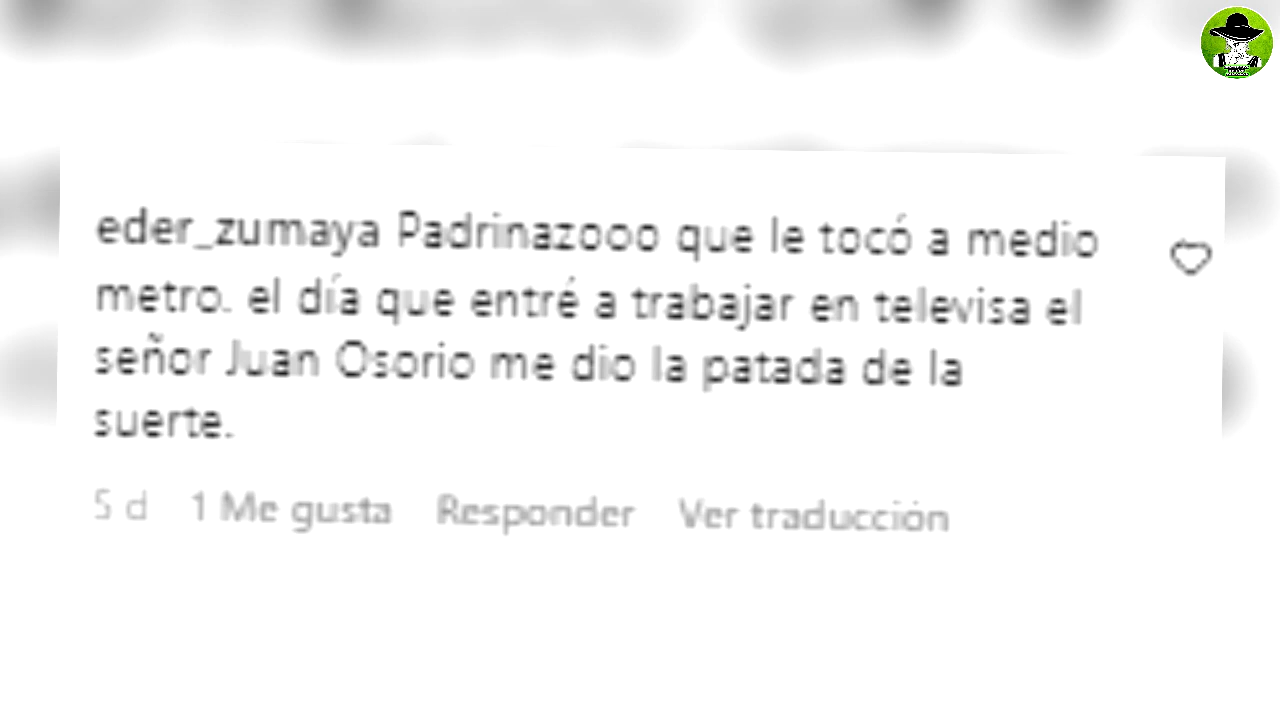 eder_zumaya Padrinazooo que le tocó a medio
metro. el día que entré a trabajar en televisa el
señor Juan Osorio me dio la patada de la
suerte.
5 d 1 Me gusta Responder Ver traducción